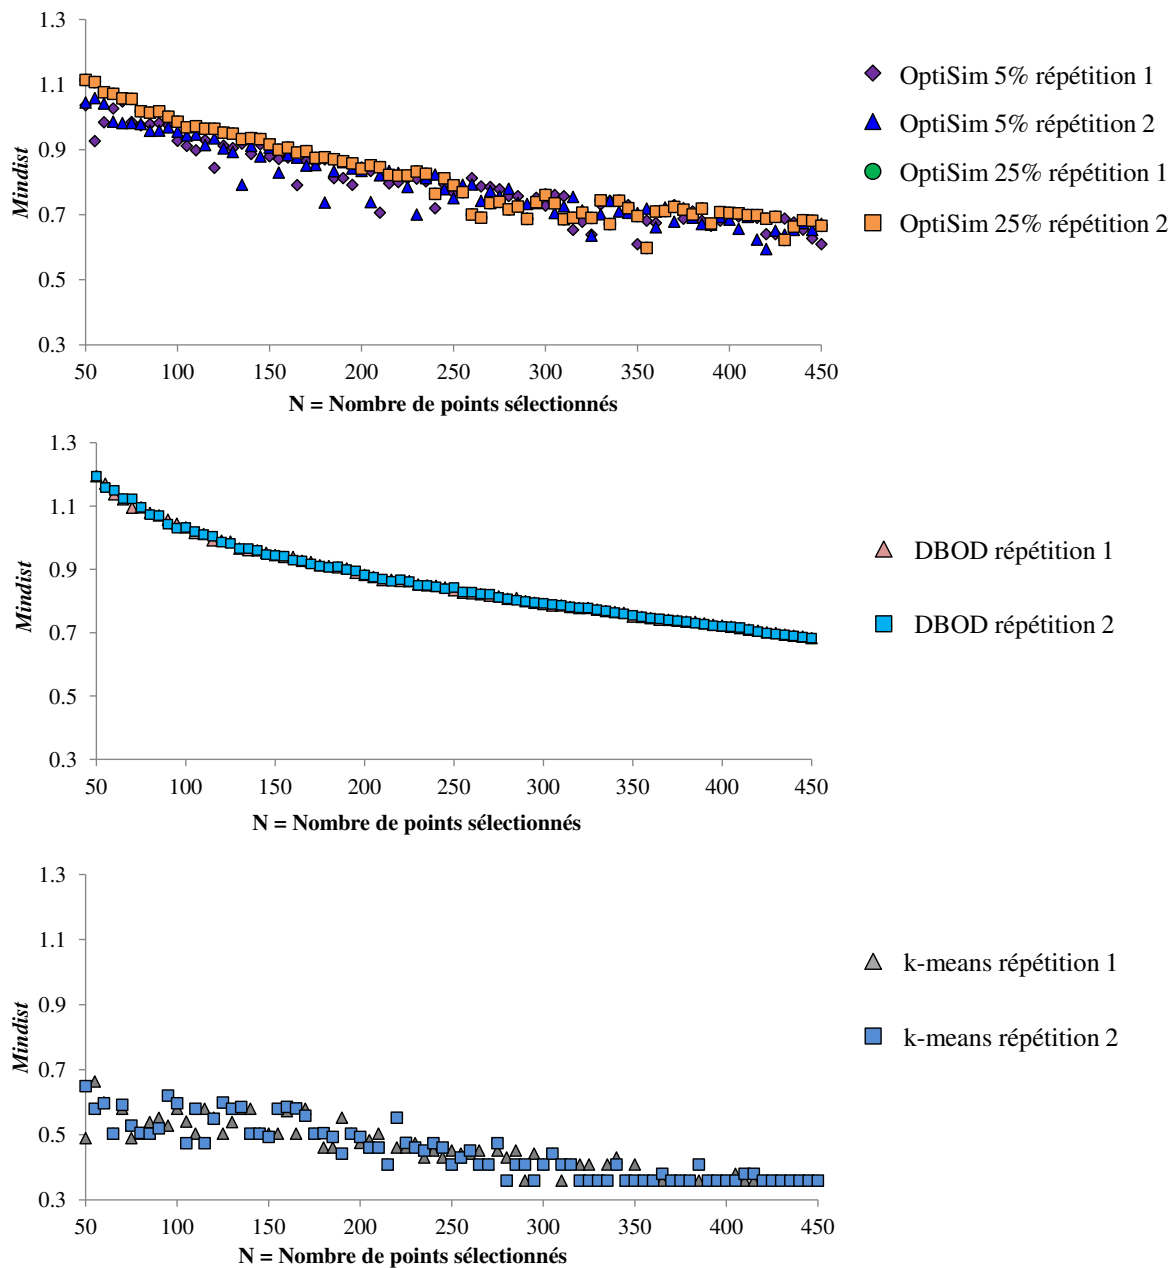 1.3
1.1
0.9
0.7
0.5
0.3
Mindist
50 100 150 200 250 300 350 400 450
N = Nombre de points sélectionnés
OptiSim 5% répétition 1
OptiSim 5% répétition 2
OptiSim 25% répétition 1
OptiSim 25% répétition 2
1.3
1.1
0.9
0.7
0.5
0.3
Mindist
50 100 150 200 250 300 350 400 450
N = Nombre de points sélectionnés
DBOD répétition 1
DBOD répétition 2
1.3
1.1
0.9
0.7
0.5
0.3
Mindist
50 100 150 200 250 300 350 400 450
N = Nombre de points sélectionnés
k-means répétition 1
k-means répétition 2